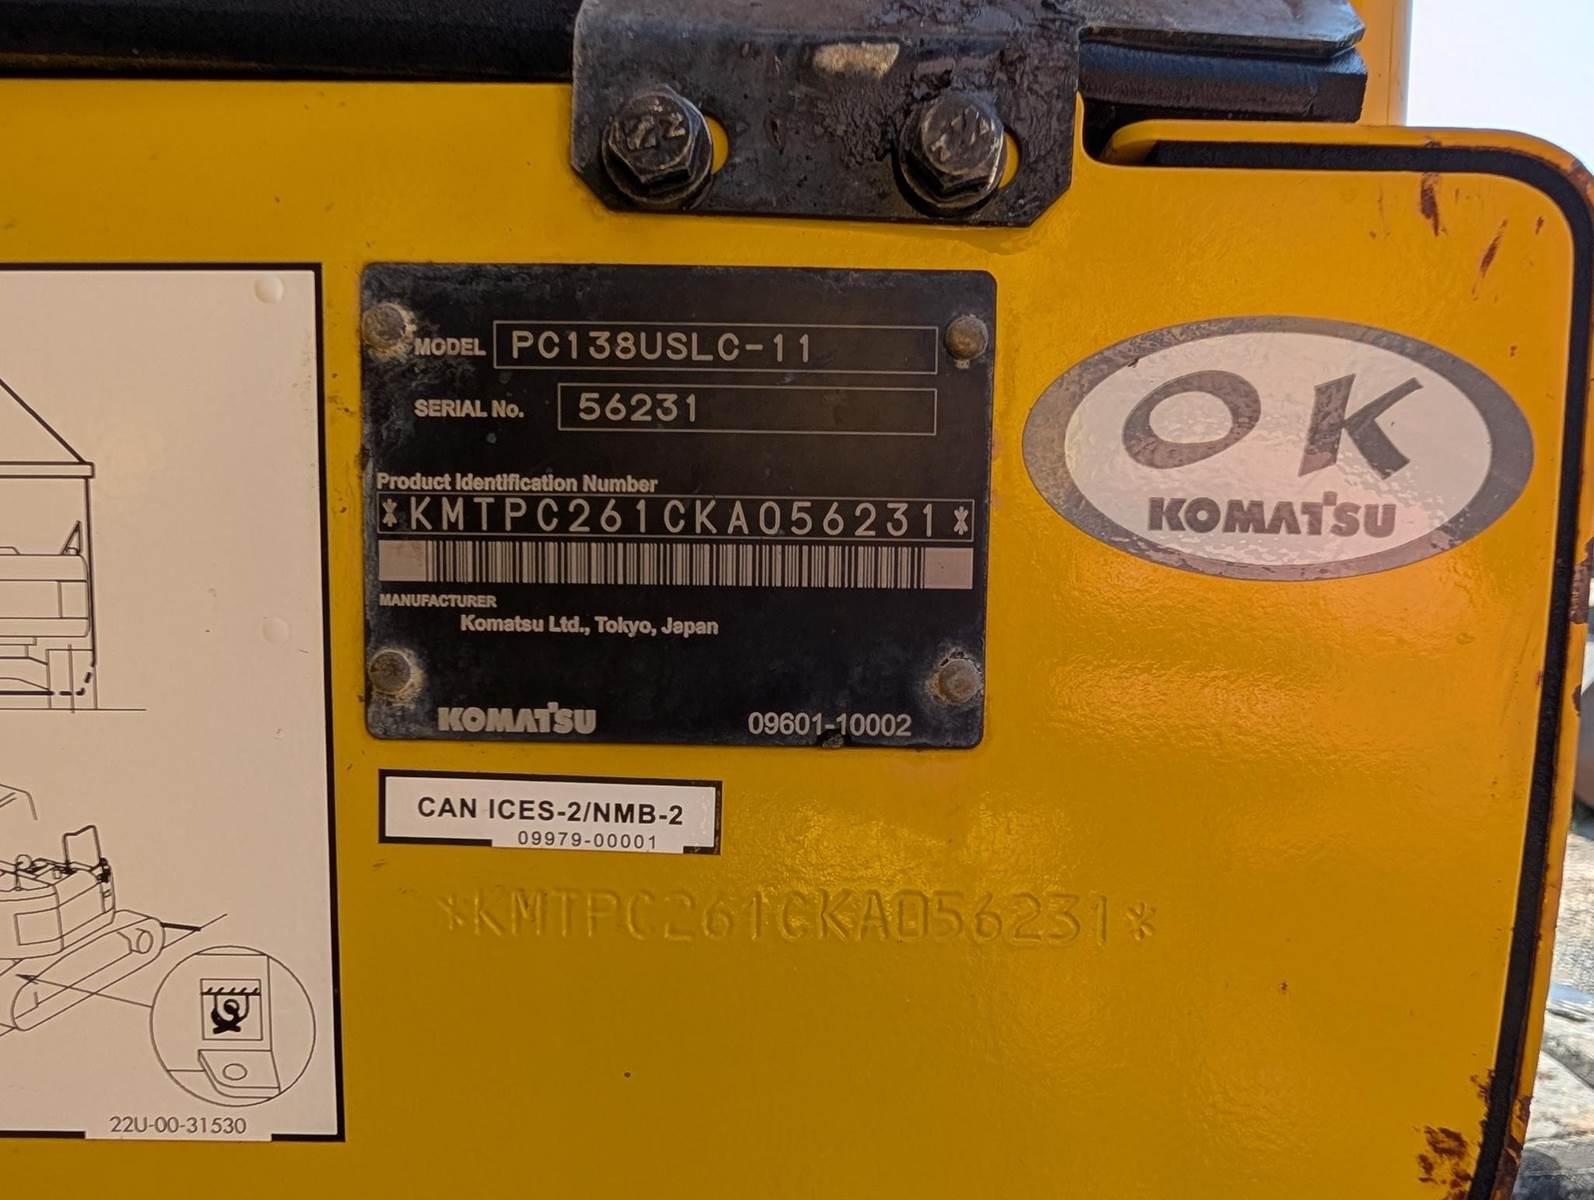 MODEL PC138USLC-11
SERIAL No. 56231
Product Identification Number
*KMTPC261CKA056231*
MANUFACTURER
Komatsu Ltd., Tokyo, Japan
KOMATSU 09601-10002
OK
KOMATSU
CAN ICES-2/NMB-2
09979-00001
*KMTPC261CKA056231*
22U-00-31530